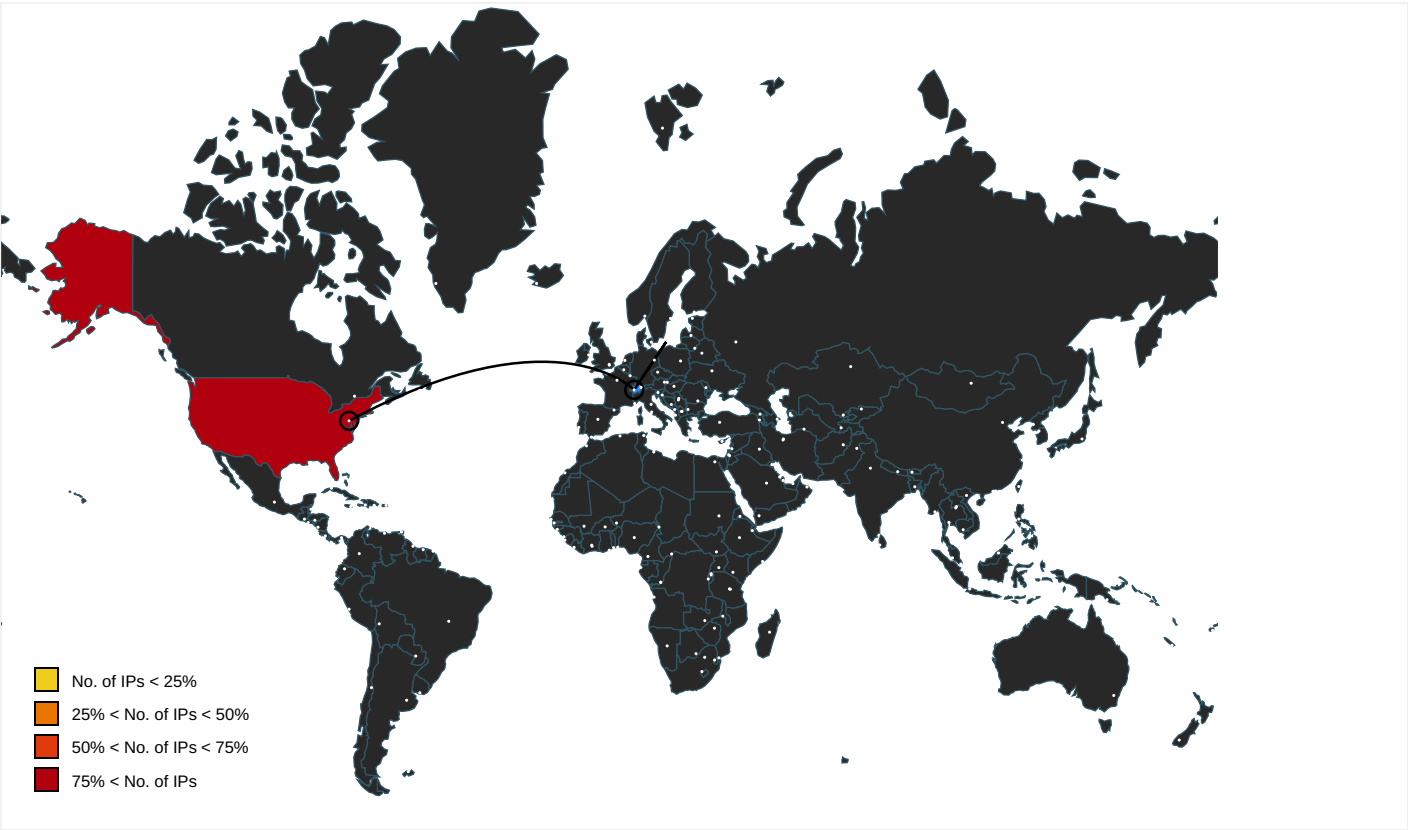 No. of IPs < 25%
25% < No. of IPs < 50%
50% < No. of IPs < 75%
75% < No. of IPs